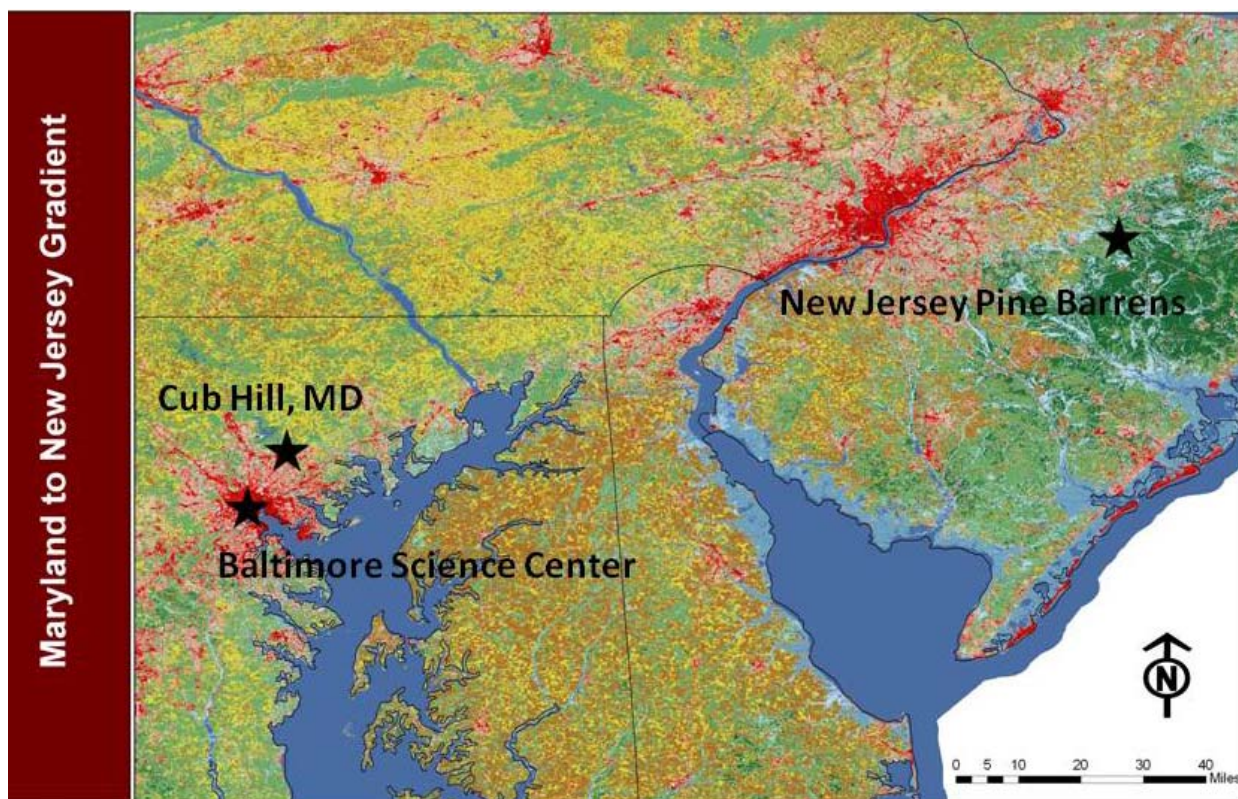 Maryland to New Jersey Gradient
New Jersey Pine Barrens
Cub Hill, MD
Baltimore Science Center
N
0 5 10 20 30 40
Miles